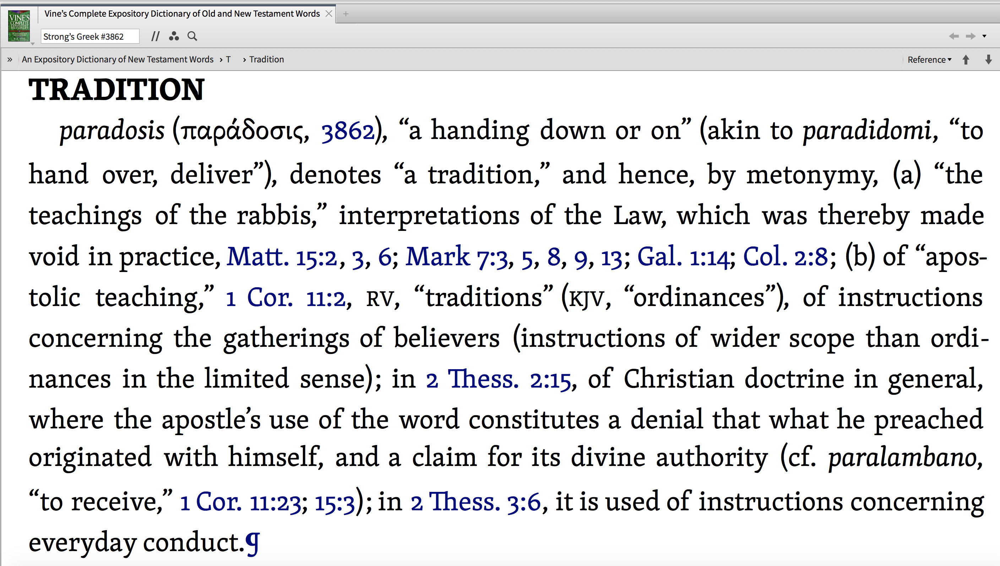 Vine’s Complete Expository Dictionary of Old and New Testament Words
VINE'S
COMPLETE
EXPOSITORY
DICTIONARY
W.E. VINE
Strong’s Greek #3862
» An Expository Dictionary of New Testament Words › T › Tradition
Reference
TRADITION
paradosis (παράδοσις, 3862), “a handing down or on” (akin to paradidomi, “to
hand over, deliver”), denotes “a tradition,” and hence, by metonymy, (a) “the
teachings of the rabbis,” interpretations of the Law, which was thereby made
void in practice, Matt. 15:2, 3, 6; Mark 7:3, 5, 8, 9, 13; Gal. 1:14; Col. 2:8; (b) of “apos-
tolic teaching,” 1 Cor. 11:2, RV, “traditions” (KJV, “ordinances”), of instructions
concerning the gatherings of believers (instructions of wider scope than ordi-
nances in the limited sense); in 2 Thess. 2:15, of Christian doctrine in general,
where the apostle’s use of the word constitutes a denial that what he preached
originated with himself, and a claim for its divine authority (cf. paralambano,
“to receive,” 1 Cor. 11:23; 15:3); in 2 Thess. 3:6, it is used of instructions concerning
everyday conduct.¶